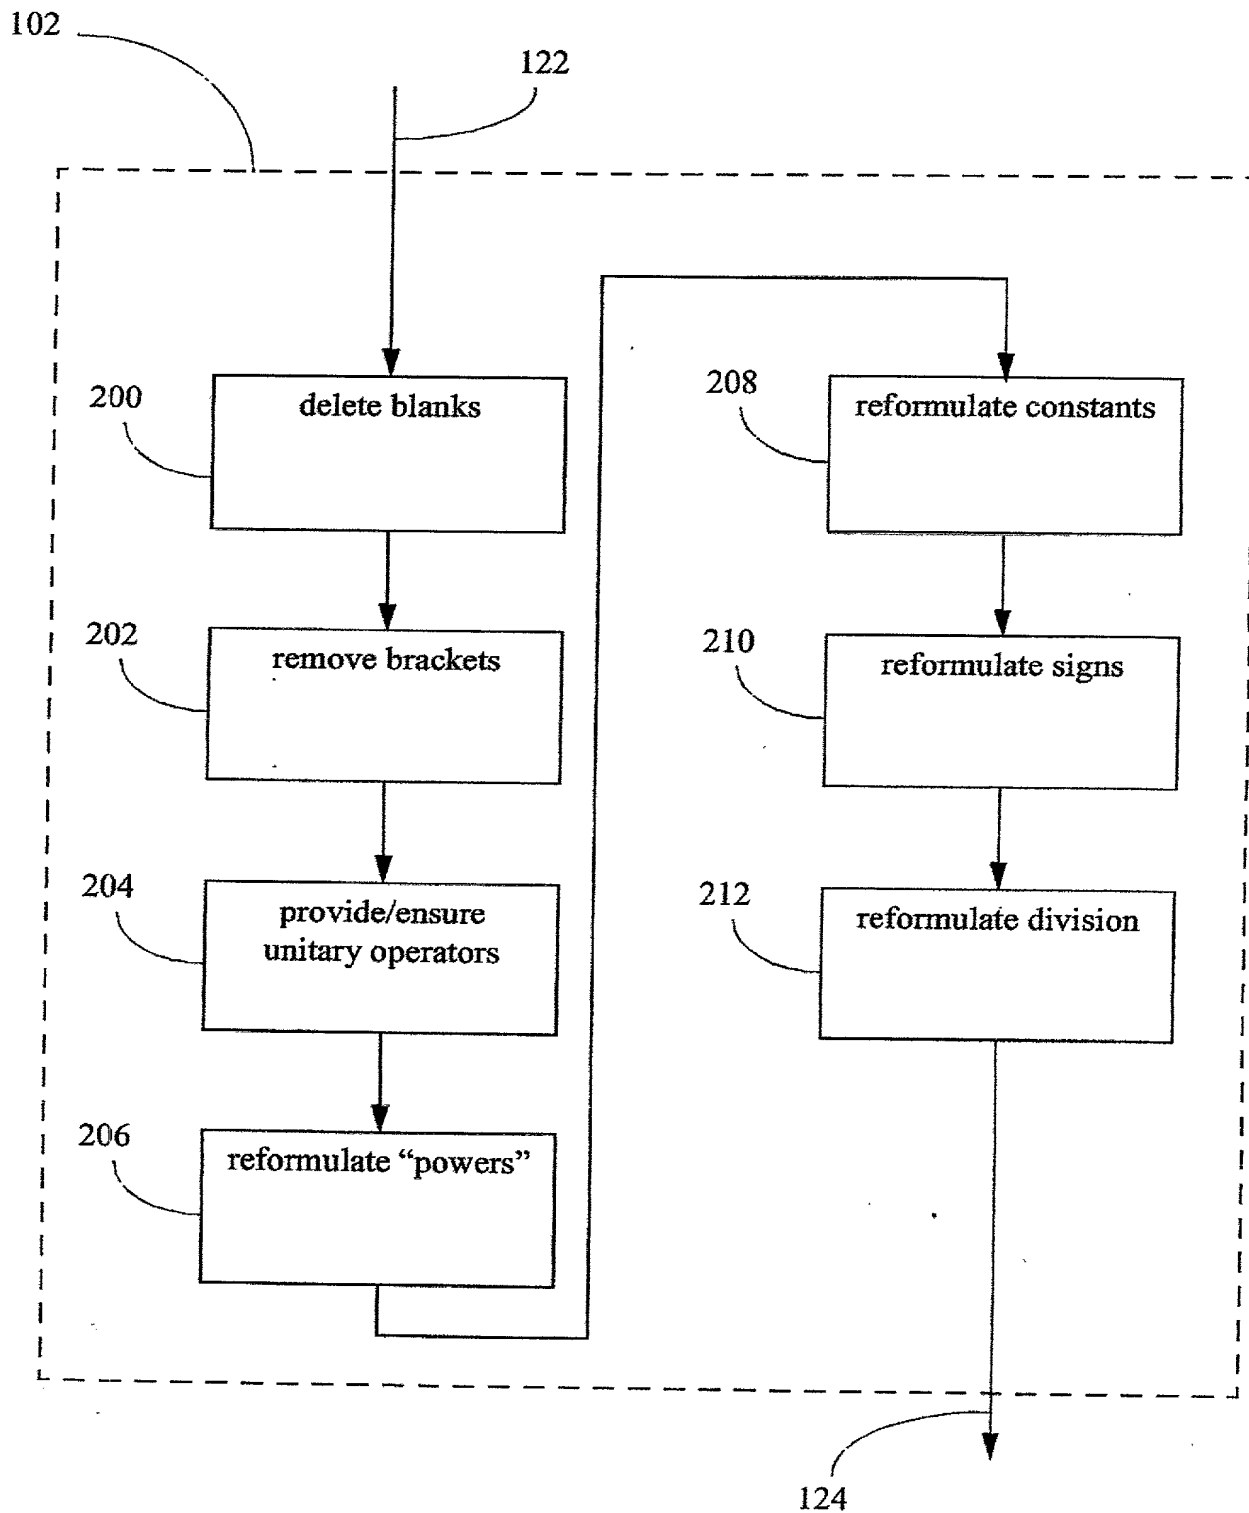 102
122
200
delete blanks
202
remove brackets
204
provide/ensure
unitary operators
206
reformulate “powers”
208
reformulate constants
210
reformulate signs
212
reformulate division
124